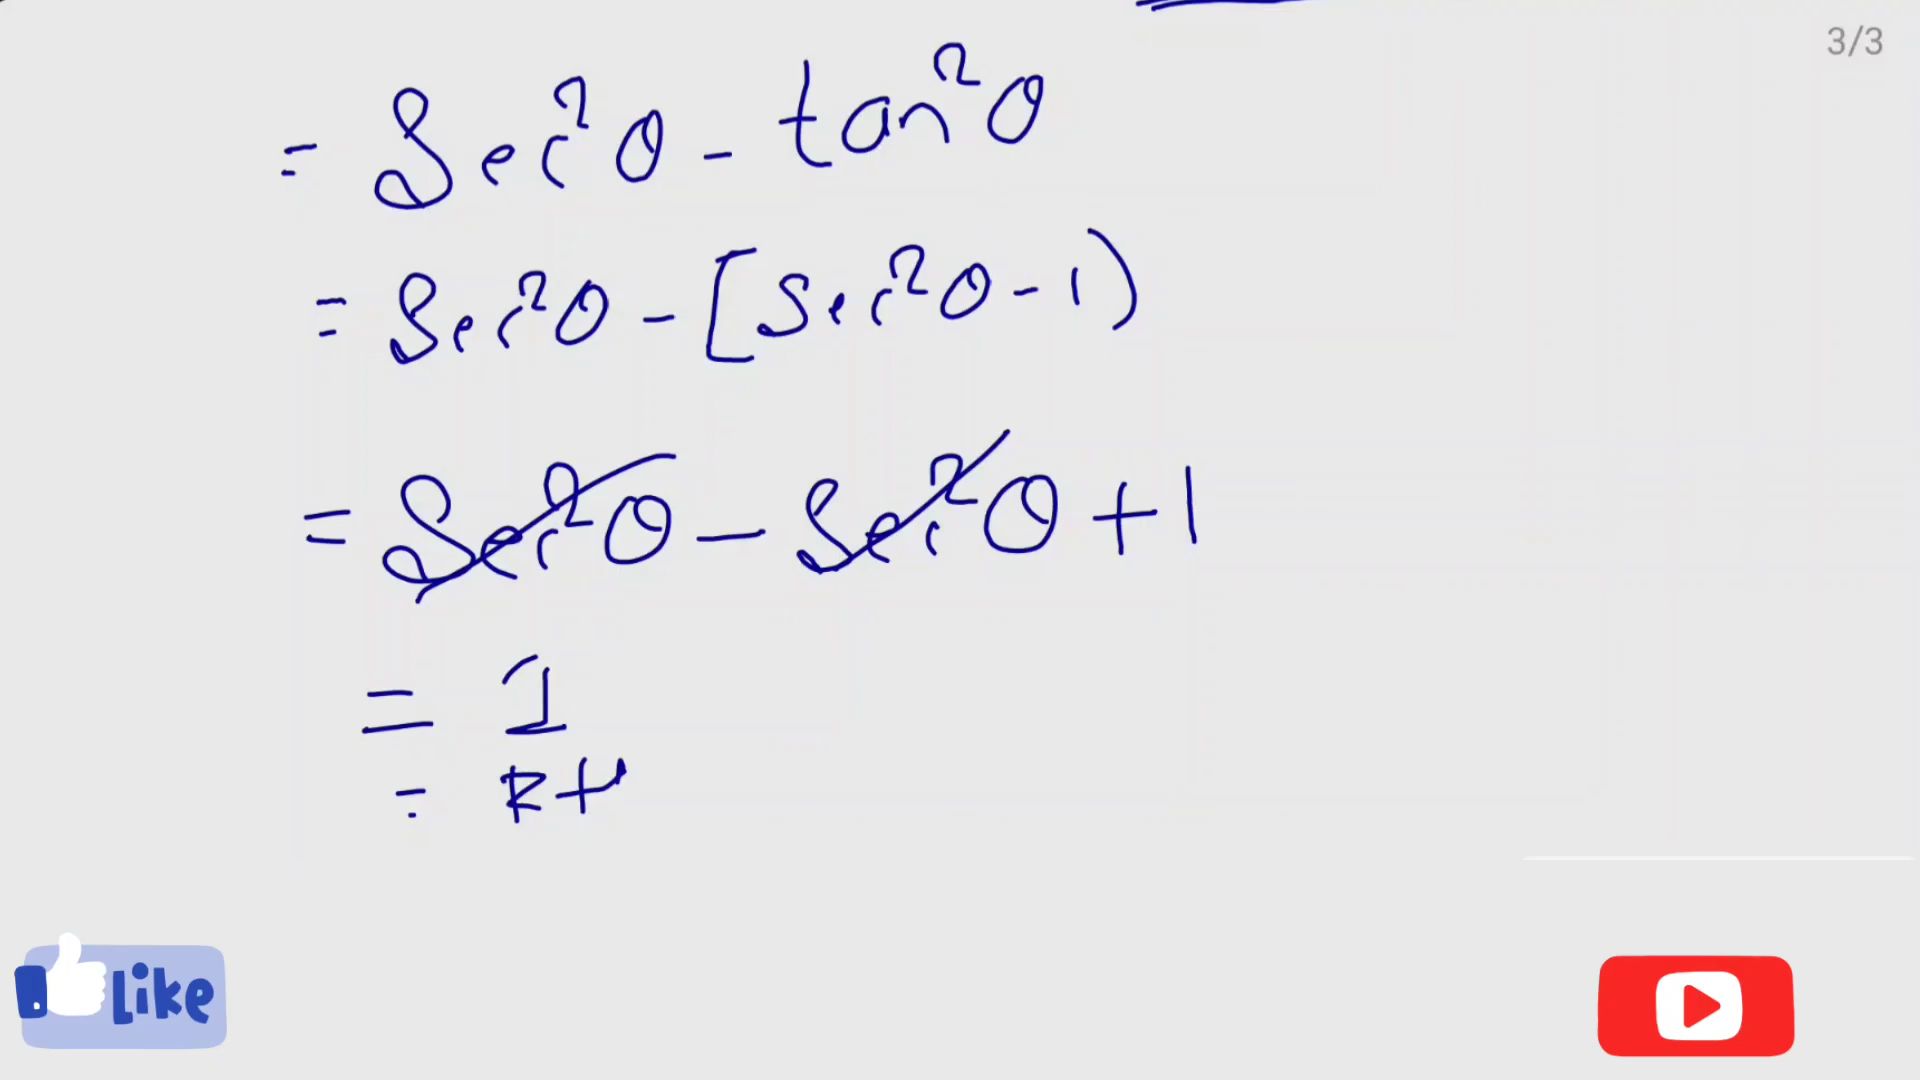 3/3
= Sec²θ - tan²θ
= Sec²θ - [Sec²θ - 1)
= Sec²θ - Sec²θ + 1
= 1
= RH
Like